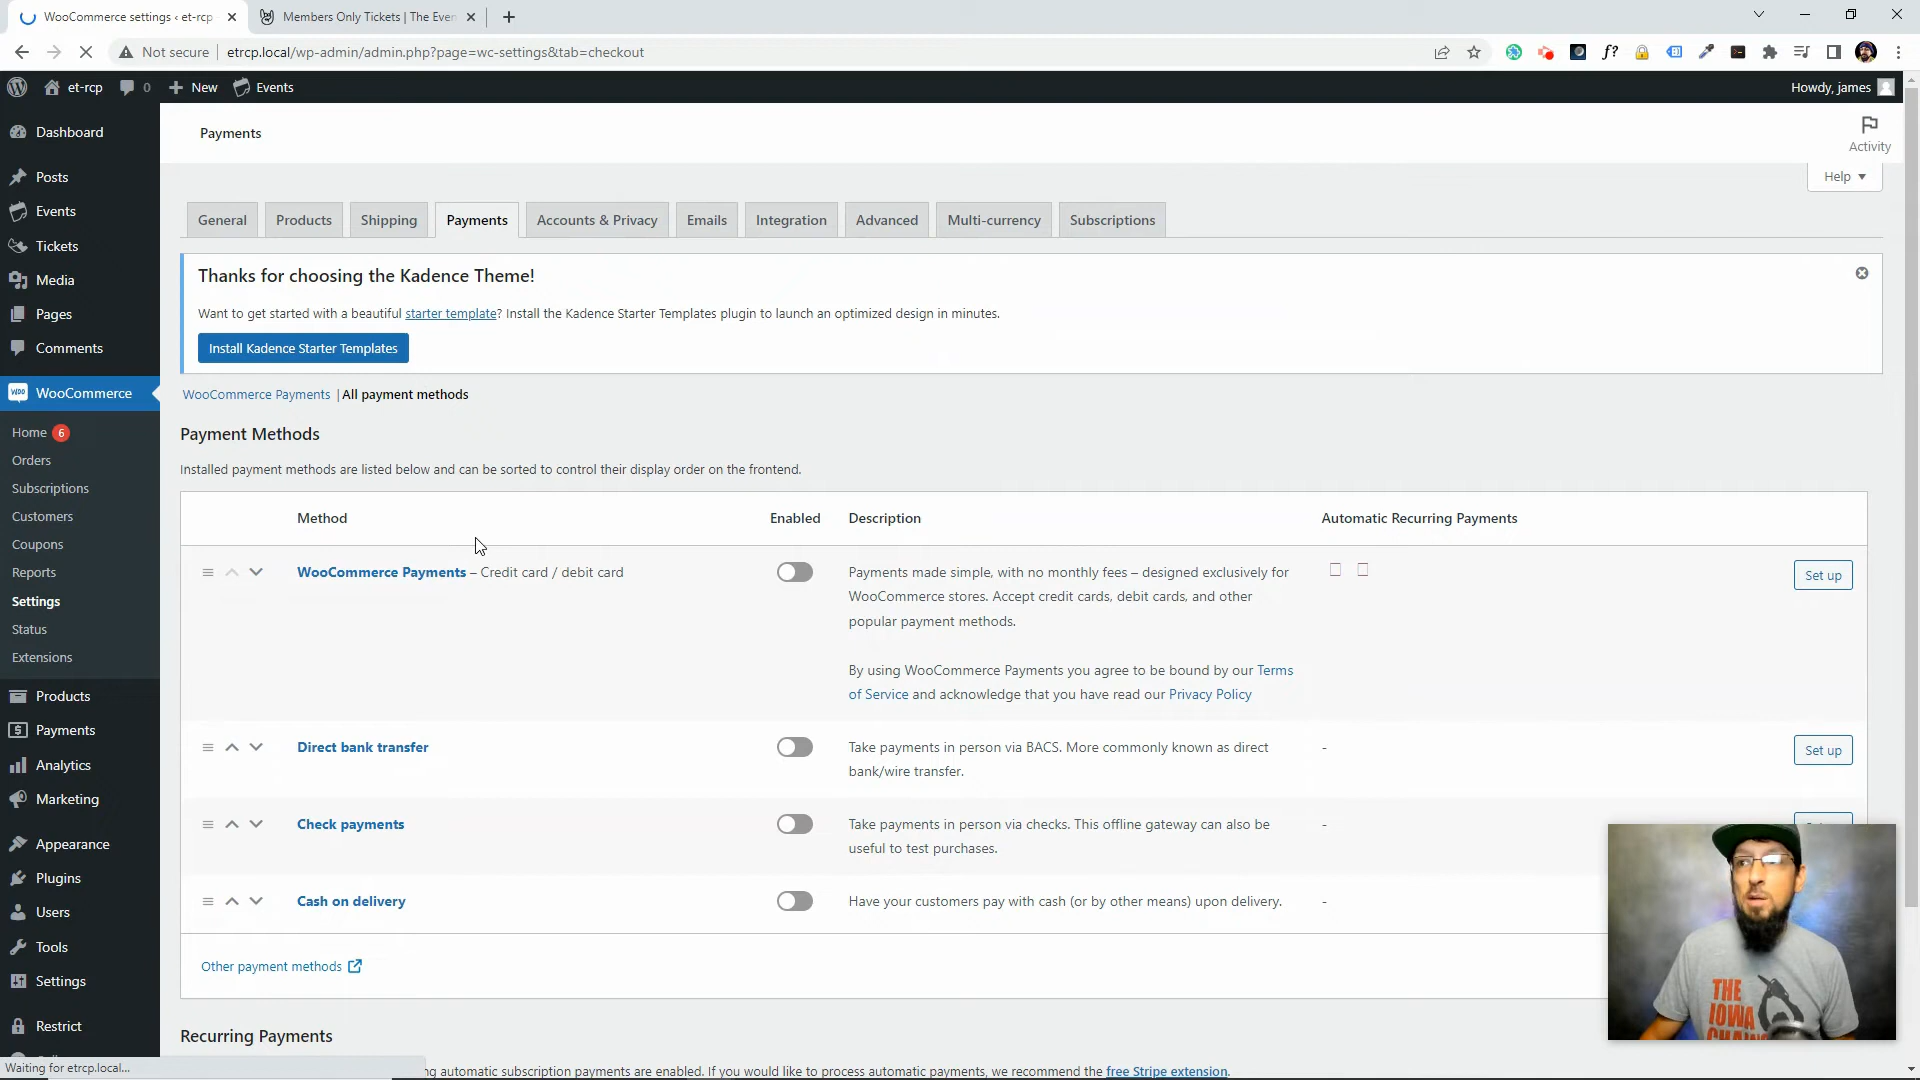 WooCommerce settings ‹ et-rcp
Members Only Tickets | The Even
Not secure
etrcp.local/wp-admin/admin.php?page=wc-settings&tab=checkout
et-rcp
0
New
Events
Howdy, james
Dashboard
Posts
Events
Tickets
Media
Pages
Comments
WooCommerce
Home 6
Orders
Subscriptions
Customers
Coupons
Reports
Settings
Status
Extensions
Products
Payments
Analytics
Marketing
Appearance
Plugins
Users
Tools
Settings
Restrict
Waiting for etrcp.local...
Payments
Activity
Help
General
Products
Shipping
Payments
Accounts & Privacy
Emails
Integration
Advanced
Multi-currency
Subscriptions
Thanks for choosing the Kadence Theme!
Want to get started with a beautiful starter template? Install the Kadence Starter Templates plugin to launch an optimized design in minutes.
Install Kadence Starter Templates
WooCommerce Payments | All payment methods
Payment Methods
Installed payment methods are listed below and can be sorted to control their display order on the frontend.
Method
Enabled
Description
Automatic Recurring Payments
WooCommerce Payments – Credit card / debit card
Payments made simple, with no monthly fees – designed exclusively for
WooCommerce stores. Accept credit cards, debit cards, and other
popular payment methods.
By using WooCommerce Payments you agree to be bound by our Terms
of Service and acknowledge that you have read our Privacy Policy
Set up
Direct bank transfer
Take payments in person via BACS. More commonly known as direct
bank/wire transfer.
-
Set up
Check payments
Take payments in person via checks. This offline gateway can also be
useful to test purchases.
-
Cash on delivery
Have your customers pay with cash (or by other means) upon delivery.
-
Other payment methods
Recurring Payments
automatic subscription payments are enabled. If you would like to process automatic payments, we recommend the free Stripe extension.
THE
IOWA